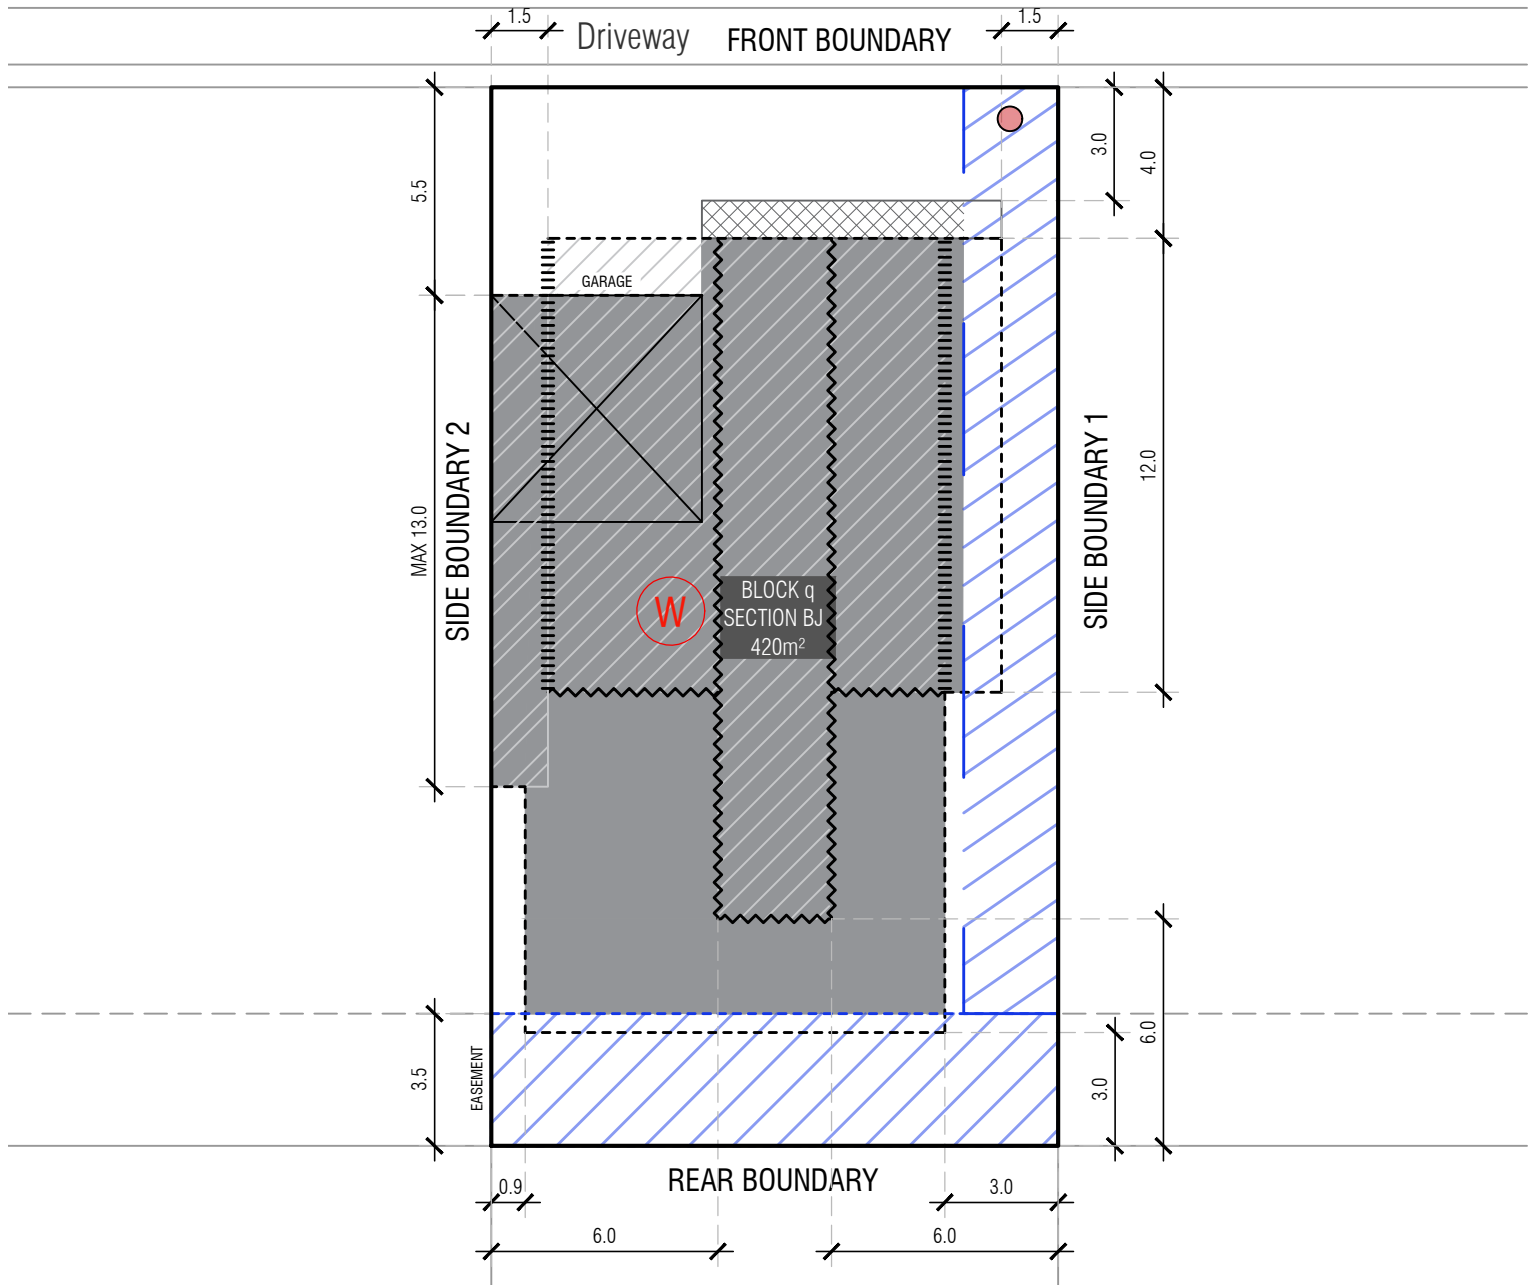 1.5
Driveway
FRONT BOUNDARY
1.5
5.5
3.0
4.0
GARAGE
SIDE BOUNDARY 2
MAX 13.0
SIDE BOUNDARY 1
12.0
W
BLOCK q
SECTION BJ
420m²
EASEMENT
3.5
6.0
3.0
REAR BOUNDARY
0.9
3.0
6.0
6.0